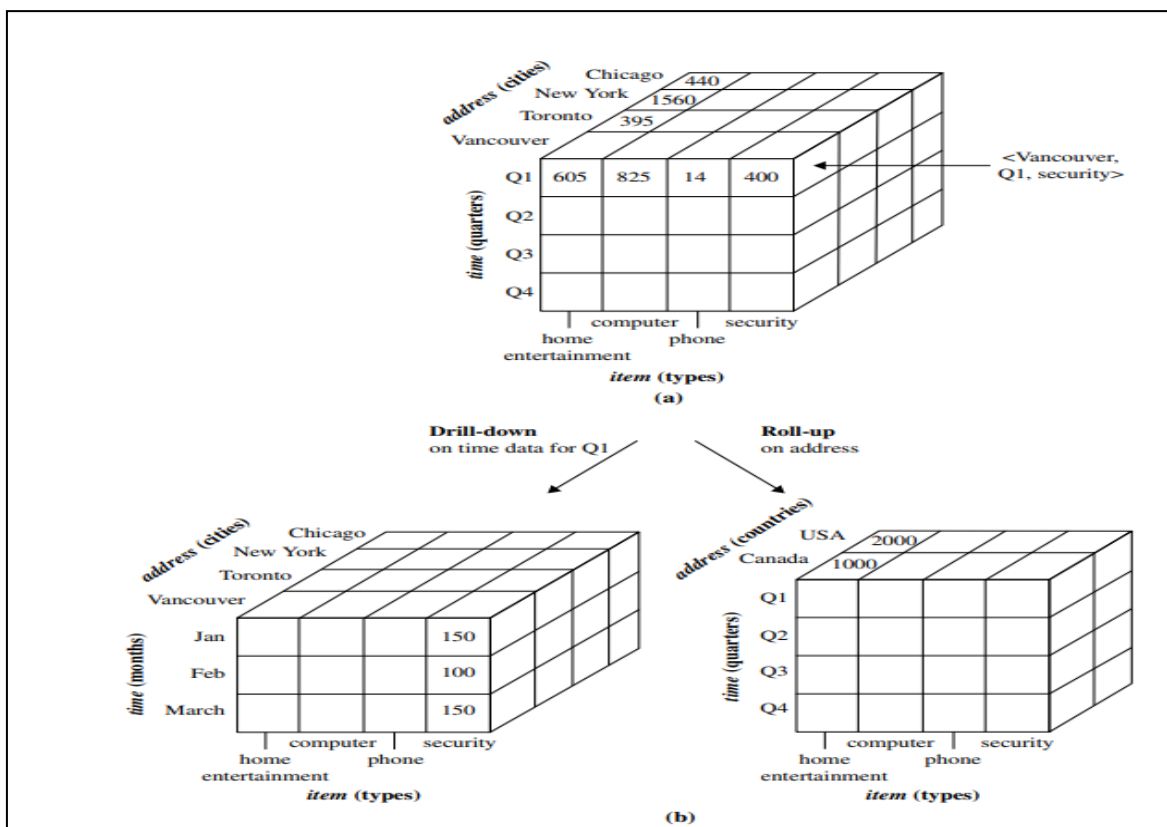 address (cities)
Chicago
New York
Toronto
Vancouver
440
1560
395
time (quarters)
Q1
605 825 14 400
Q2
Q3
Q4
<Vancouver,
Q1, security>
computer security
home phone
entertainment
item (types)
(a)
Drill-down
on time data for Q1
Roll-up
on address
address (cities)
Chicago
New York
Toronto
Vancouver
time (months)
Jan 150
Feb 100
March 150
computer security
home phone
entertainment
item (types)
address (countries)
USA 2000
Canada 1000
time (quarters)
Q1
Q2
Q3
Q4
computer security
home phone
entertainment
item (types)
(b)